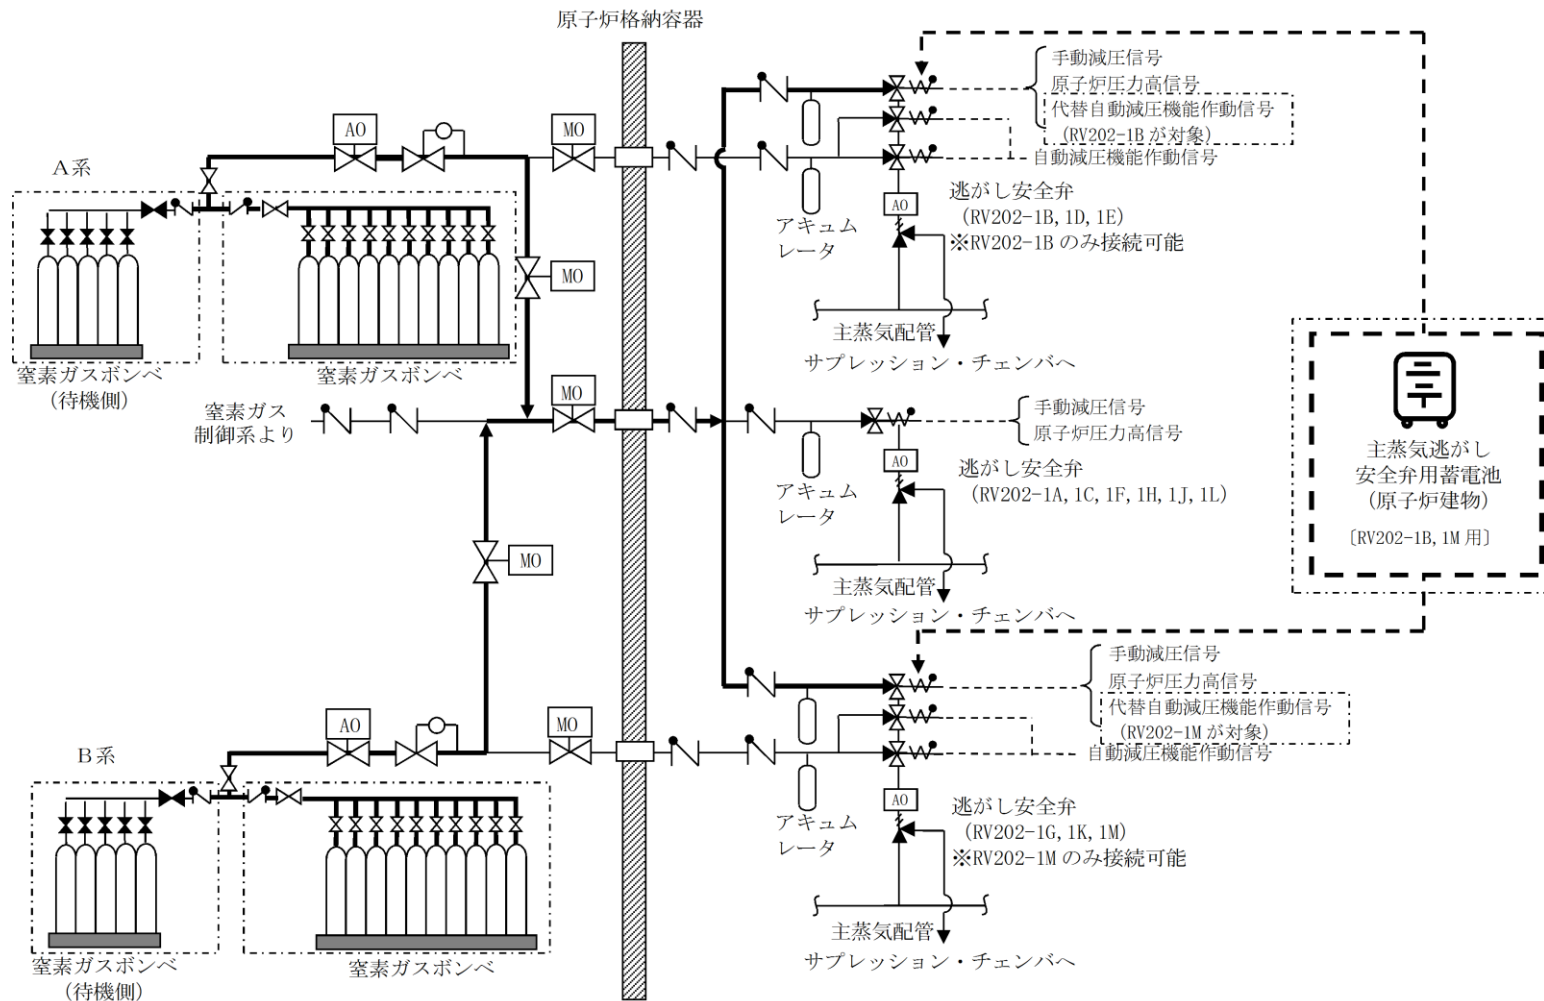 原子炉格納容器
手動減圧信号
原子炉圧力高信号
代替自動減圧機能作動信号
(RV202-1Bが対象)
自動減圧機能作動信号
AO
MO
A系
逃がし安全弁
(RV202-1B, 1D, 1E)
※RV202-1Bのみ接続可能
AO
アキュム
レータ
MO
主蒸気配管
サプレッション・チェンバへ
窒素ガスボンベ
(待機側)
窒素ガスボンベ
MO
窒素ガス
制御系より
手動減圧信号
原子炉圧力高信号
AO
アキュム
レータ
逃がし安全弁
(RV202-1A, 1C, 1F, 1H, 1J, 1L)
主蒸気逃がし
安全弁用蓄電池
(原子炉建物)
〔RV202-1B, 1M用〕
MO
主蒸気配管
サプレッション・チェンバへ
手動減圧信号
原子炉圧力高信号
代替自動減圧機能作動信号
(RV202-1Mが対象)
自動減圧機能作動信号
AO
MO
B系
AO
アキュム
レータ
逃がし安全弁
(RV202-1G, 1K, 1M)
※RV202-1Mのみ接続可能
主蒸気配管
サプレッション・チェンバへ
窒素ガスボンベ
(待機側)
窒素ガスボンベ